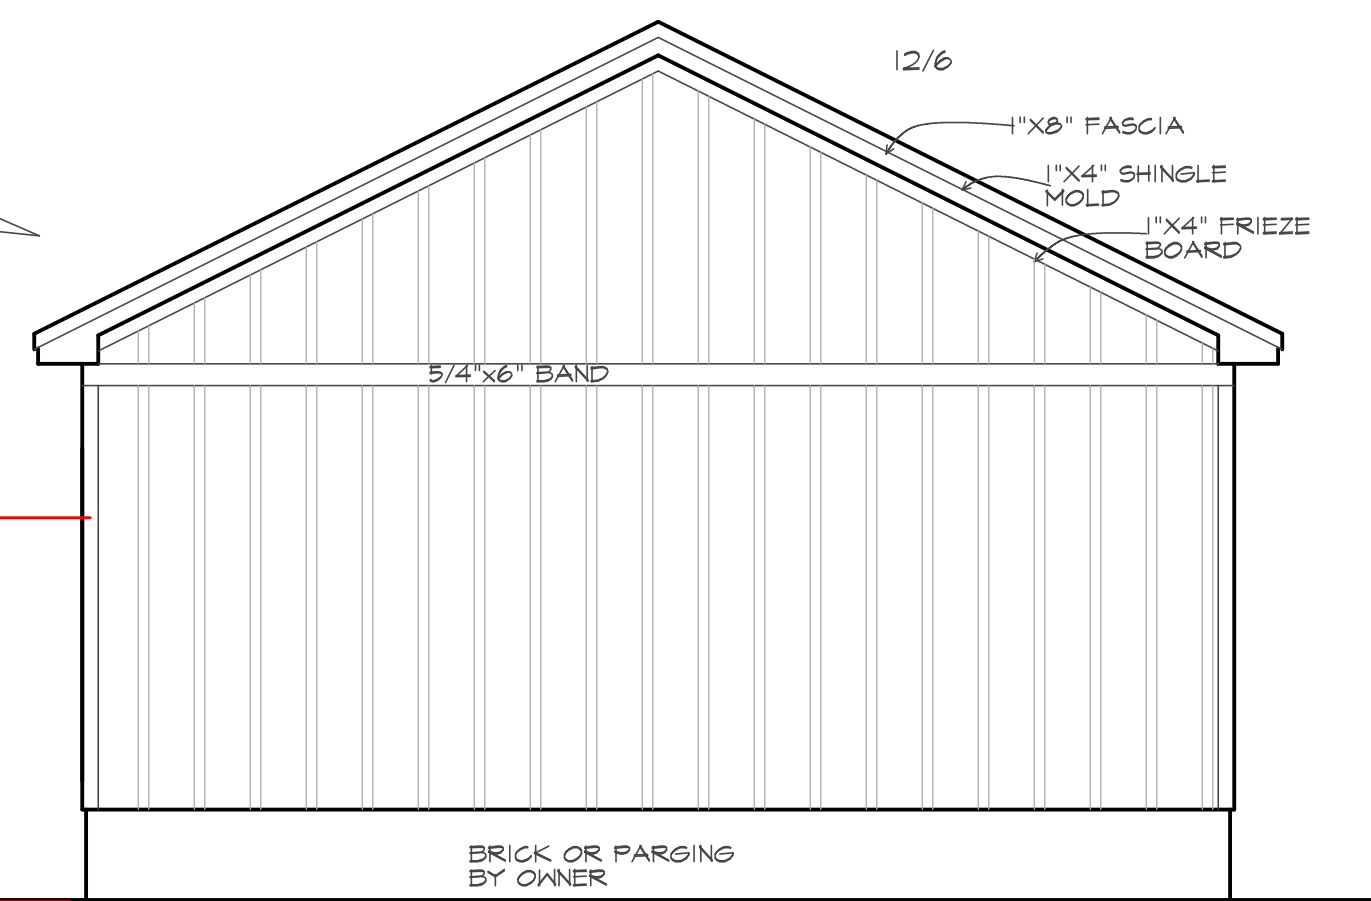 12/6
1"X8" FASCIA
1"X4" SHINGLE
MOLD
1"X4" FRIEZE
BOARD
5/4"x6" BAND
BRICK OR PARGING
BY OWNER